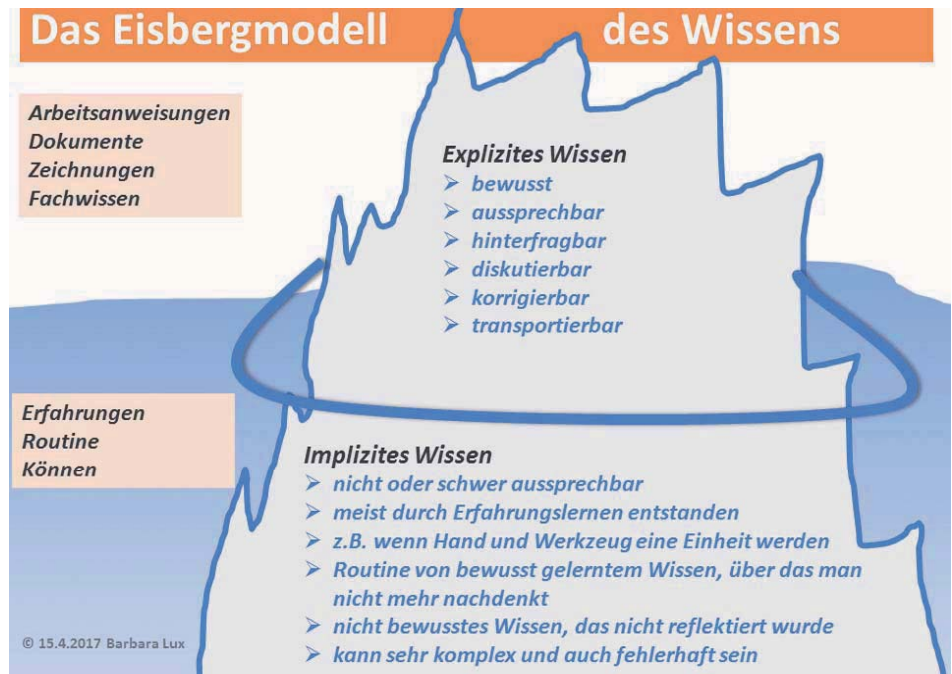 Das Eisbergmodell des Wissens
Arbeitsanweisungen
Dokumente
Zeichnungen
Fachwissen
Explizites Wissen
➢ bewusst
➢ aussprechbar
➢ hinterfragbar
➢ diskutierbar
➢ korrigierbar
➢ transportierbar
Erfahrungen
Routine
Können
Implizites Wissen
➢ nicht oder schwer aussprechbar
➢ meist durch Erfahrungslernen entstanden
➢ z.B. wenn Hand und Werkzeug eine Einheit werden
➢ Routine von bewusst gelerntem Wissen, über das man
nicht mehr nachdenkt
➢ nicht bewusstes Wissen, das nicht reflektiert wurde
➢ kann sehr komplex und auch fehlerhaft sein
© 15.4.2017 Barbara Lux